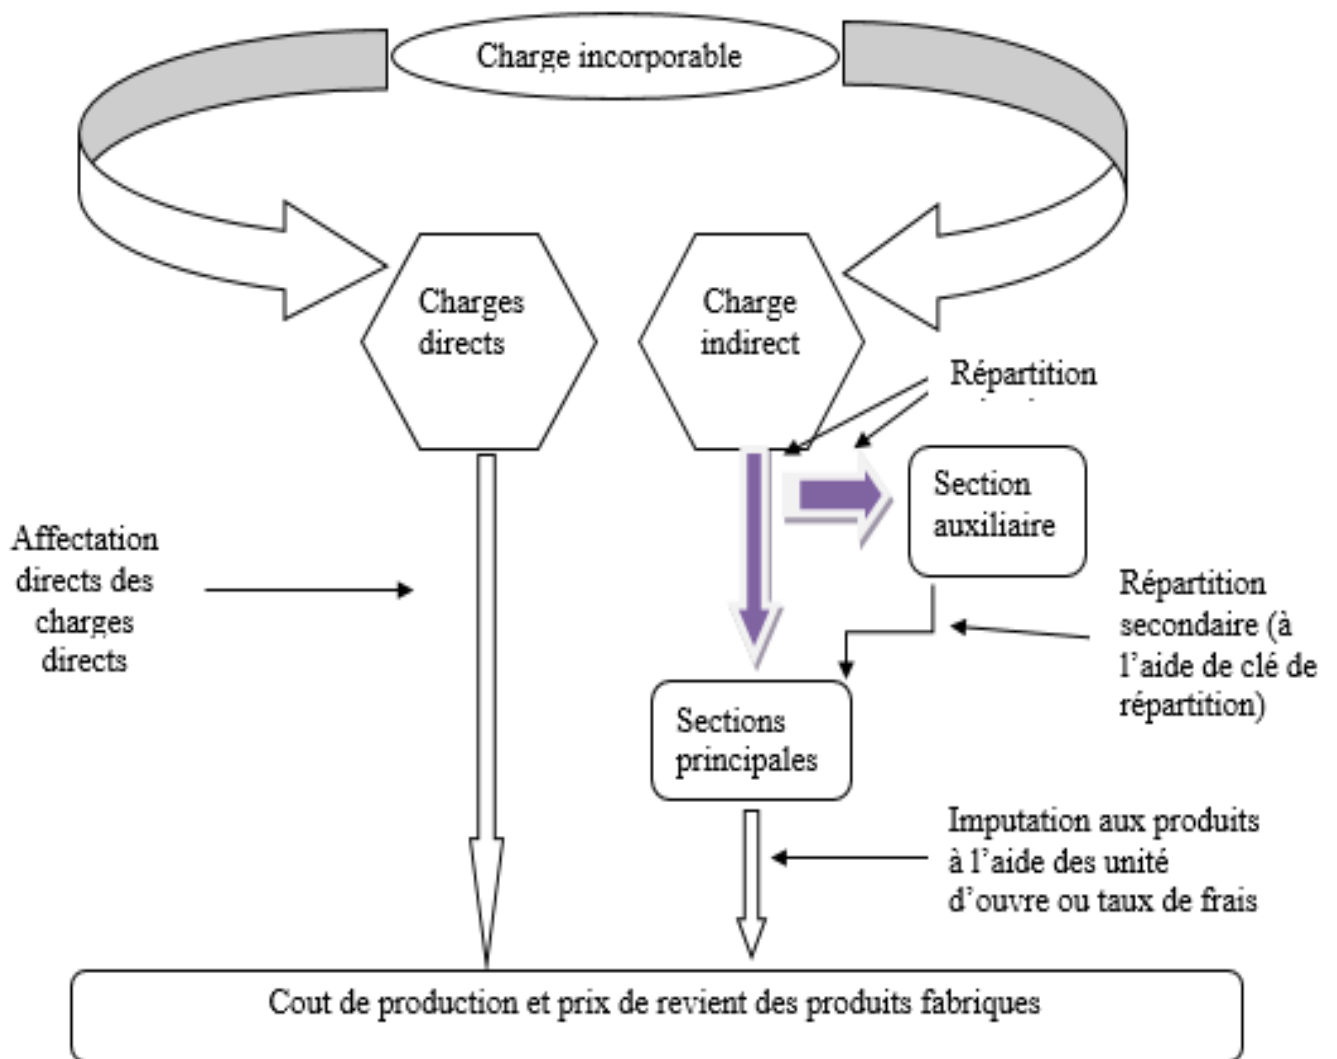 Charge incorporable
Charges
directs
Charge
indirect
Répartition
Section
auxiliaire
Affectation
directs des
charges
directs
Répartition
secondaire (à
l'aide de clé de
répartition)
Sections
principales
Imputation aux produits
à l'aide des unité
d'ouvre ou taux de frais
Cout de production et prix de revient des produits fabriques